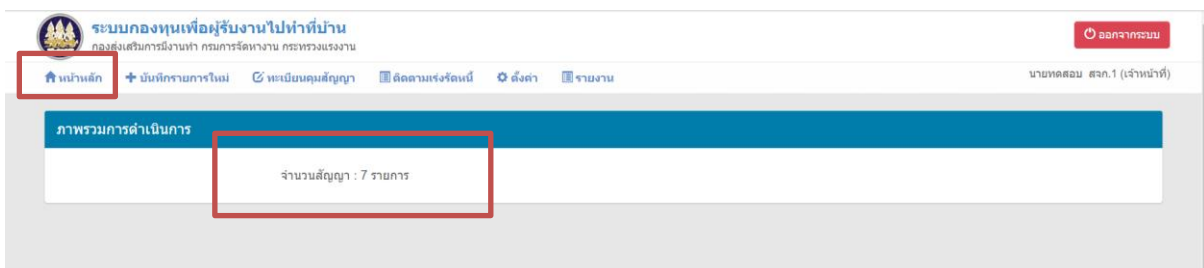 ระบบกองทุนเพื่อผู้รับงานไปทำที่บ้าน
กองส่งเสริมการมีงานทำ กรมการจัดหางาน กระทรวงแรงงาน
ออกจากระบบ
หน้าหลัก บันทึกรายการใหม่ ทะเบียนคุมสัญญา ติดตามเร่งรัดหนี้ ตั้งค่า รายงาน นายทดสอบ สจก.1 (เจ้าหน้าที่)
ภาพรวมการดำเนินการ
จำนวนสัญญา : 7 รายการ